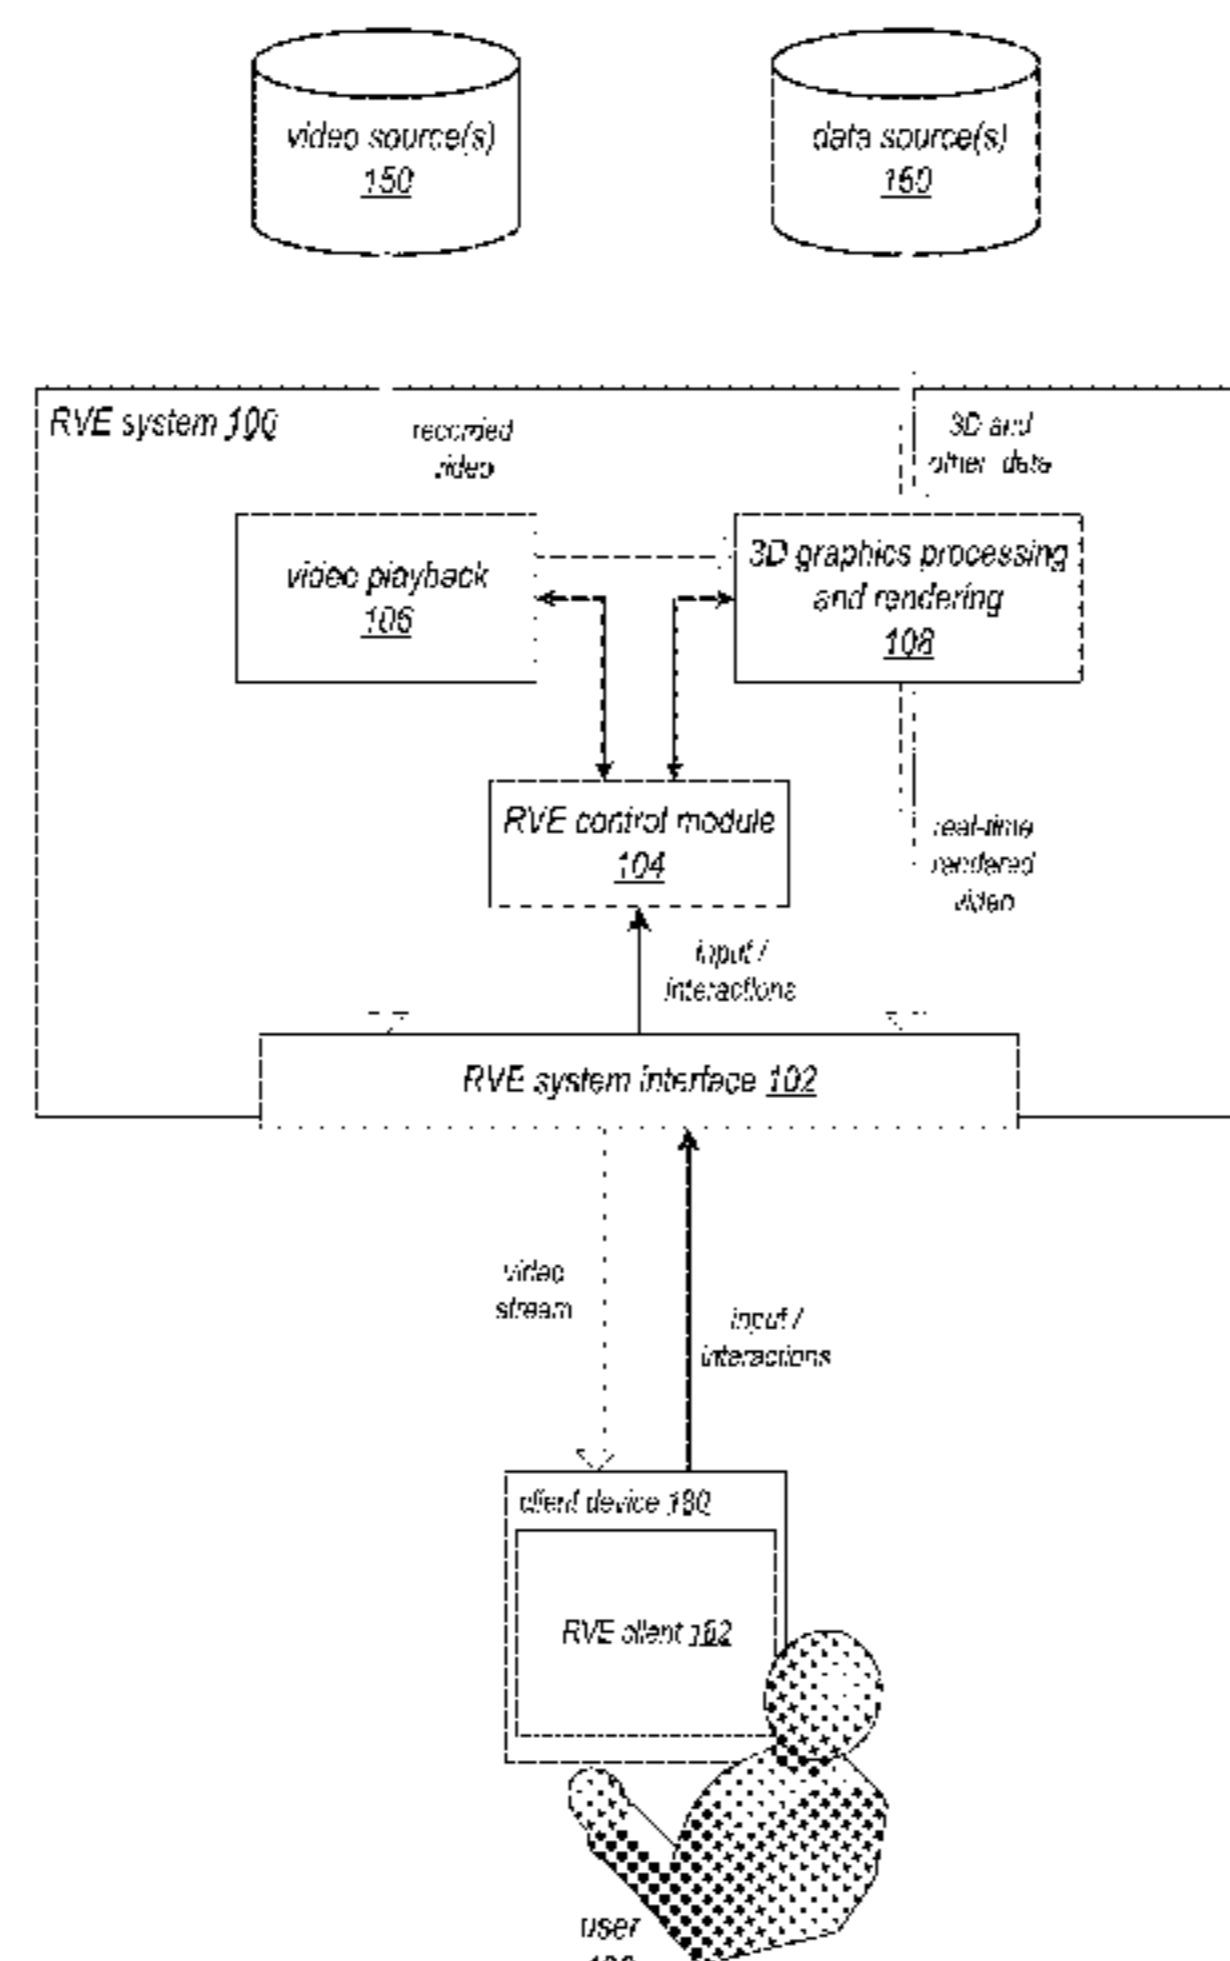 video source(s)
150
data source(s)
160
RVE system 100
recorded
video
3D and
other data
video playback
106
3D graphics processing
and rendering
108
RVE control module
104
real-time
rendered
video
input /
interactions
RVE system interface 102
video
stream
input /
interactions
client device 180
RVE client 182
user